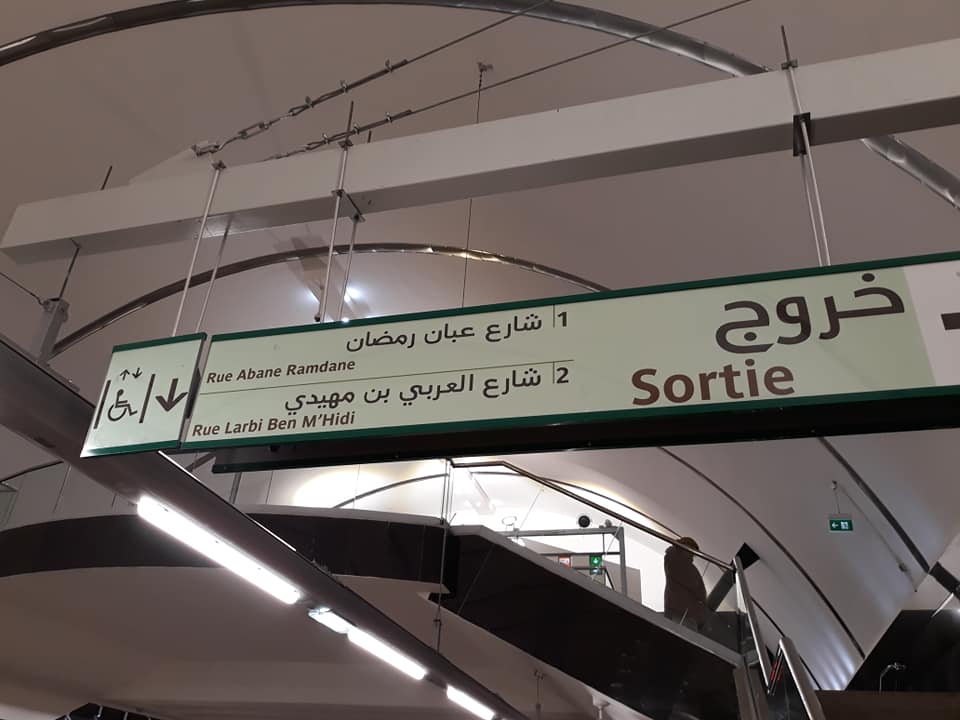 خروج
Sortie
1 شارع عبان رمضان
Rue Abane Ramdane
2 شارع العربي بن مهيدي
Rue Larbi Ben M'Hidi